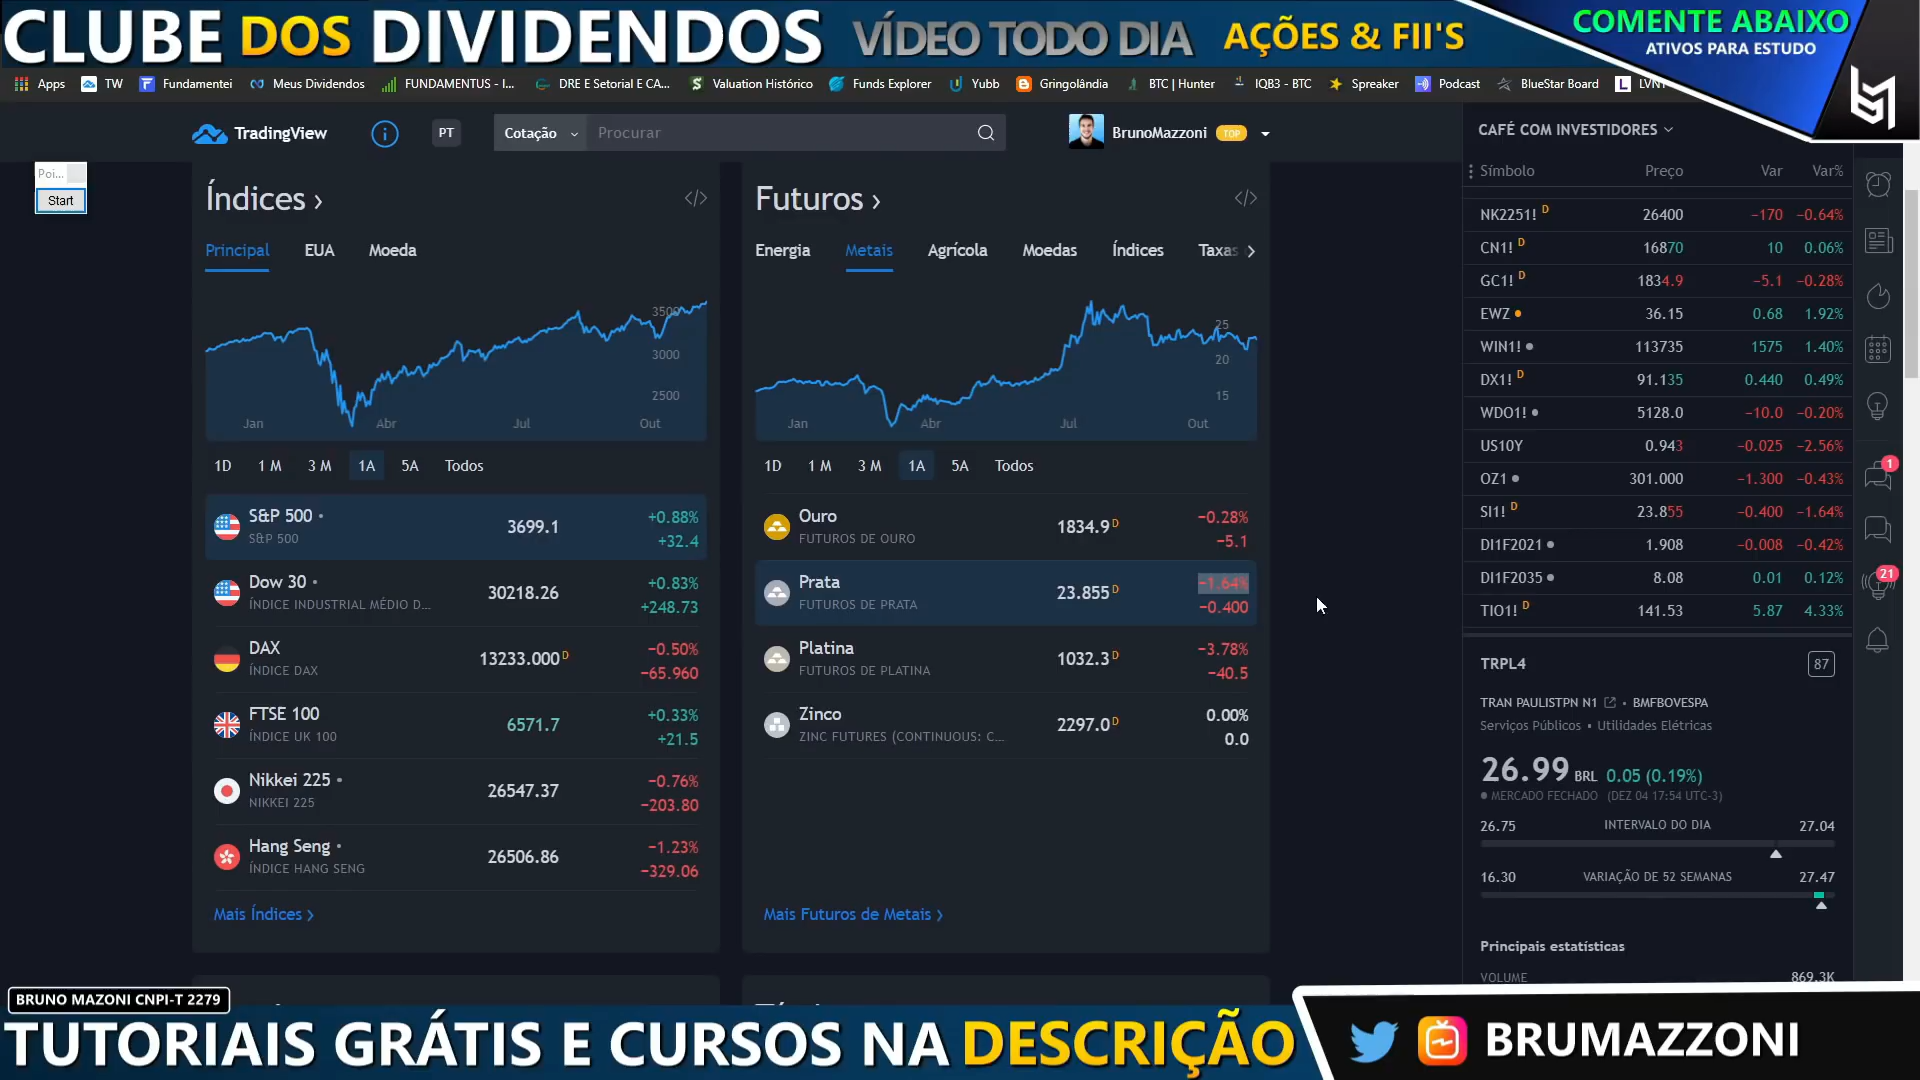 CLUBE DOS DIVIDENDOS VÍDEO TODO DIA AÇÕES & FII'S
COMENTE ABAIXO
ATIVOS PARA ESTUDO
Apps TW Fundamentei Meus Dividendos FUNDAMENTUS - I... DRE E Setorial E CA... Valuation Histórico Funds Explorer Yubb Gringolândia BTC | Hunter IQB3 - BTC Spreaker Podcast BlueStar Board
TradingView PT Cotação Procurar BrunoMazzoni TOP
Poi...
Start
Índices ›
Principal EUA Moeda
3500
3000
2500
Jan Abr Jul Out
1D 1 M 3 M 1A 5A Todos
S&P 500 • 3699.1 +0.88%
S&P 500 +32.4
Dow 30 • 30218.26 +0.83%
ÍNDICE INDUSTRIAL MÉDIO D... +248.73
DAX 13233.000 D −0.50%
ÍNDICE DAX −65.960
FTSE 100 6571.7 +0.33%
ÍNDICE UK 100 +21.5
Nikkei 225 • 26547.37 −0.76%
NIKKEI 225 −203.80
Hang Seng • 26506.86 −1.23%
ÍNDICE HANG SENG −329.06
Mais Índices ›
Futuros ›
Energia Metais Agrícola Moedas Índices Taxas
25
20
15
Jan Abr Jul Out
1D 1 M 3 M 1A 5A Todos
Ouro 1834.9 D −0.28%
FUTUROS DE OURO −5.1
Prata 23.855 D −1.64%
FUTUROS DE PRATA −0.400
Platina 1032.3 D −3.78%
FUTUROS DE PLATINA −40.5
Zinco 2297.0 D 0.00%
ZINC FUTURES (CONTINUOUS: C... 0.0
Mais Futuros de Metais ›
CAFÉ COM INVESTIDORES
Símbolo Preço Var Var%
NK2251! D 26400 −170 −0.64%
CN1! D 16870 10 0.06%
GC1! D 1834.9 −5.1 −0.28%
EWZ 36.15 0.68 1.92%
WIN1! 113735 1575 1.40%
DX1! D 91.135 0.440 0.49%
WDO1! 5128.0 −10.0 −0.20%
US10Y 0.943 −0.025 −2.56%
OZ1 301.000 −1.300 −0.43%
SI1! D 23.855 −0.400 −1.64%
DI1F2021 1.908 −0.008 −0.42%
DI1F2035 8.08 0.01 0.12%
TIO1! D 141.53 5.87 4.33%
1
21
TRPL4 87
TRAN PAULISTPN N1 • BMFBOVESPA
Serviços Públicos • Utilidades Elétricas
26.99 BRL 0.05 (0.19%)
MERCADO FECHADO (DEZ 04 17:54 UTC-3)
26.75 INTERVALO DO DIA 27.04
16.30 VARIAÇÃO DE 52 SEMANAS 27.47
Principais estatísticas
VOLUME 869.3K
BRUNO MAZONI CNPI-T 2279
TUTORIAIS GRÁTIS E CURSOS NA DESCRIÇÃO
BRUMAZZONI